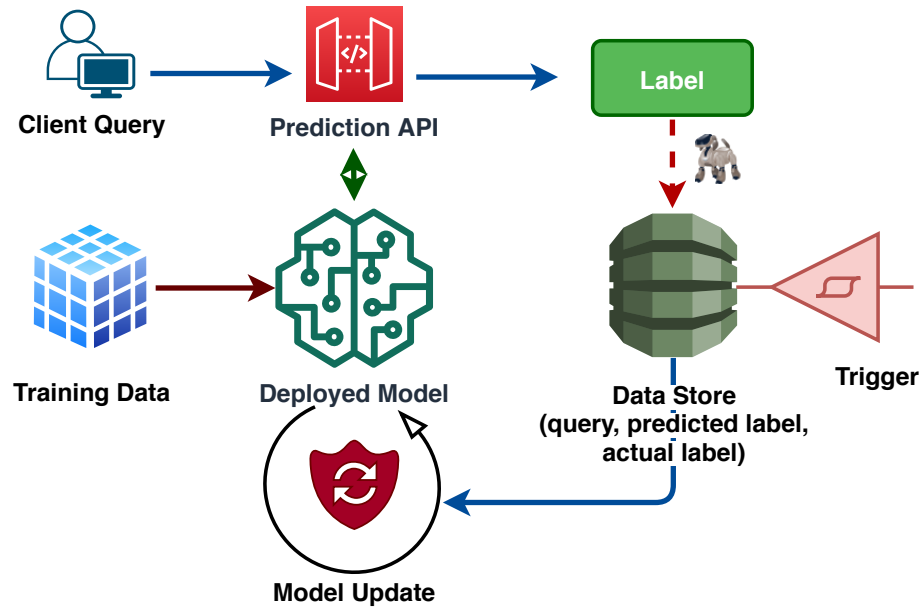 Label
Client Query
Prediction API
</>
Training Data
Deployed Model
Data Store
(query, predicted label,
actual label)
Trigger
Model Update